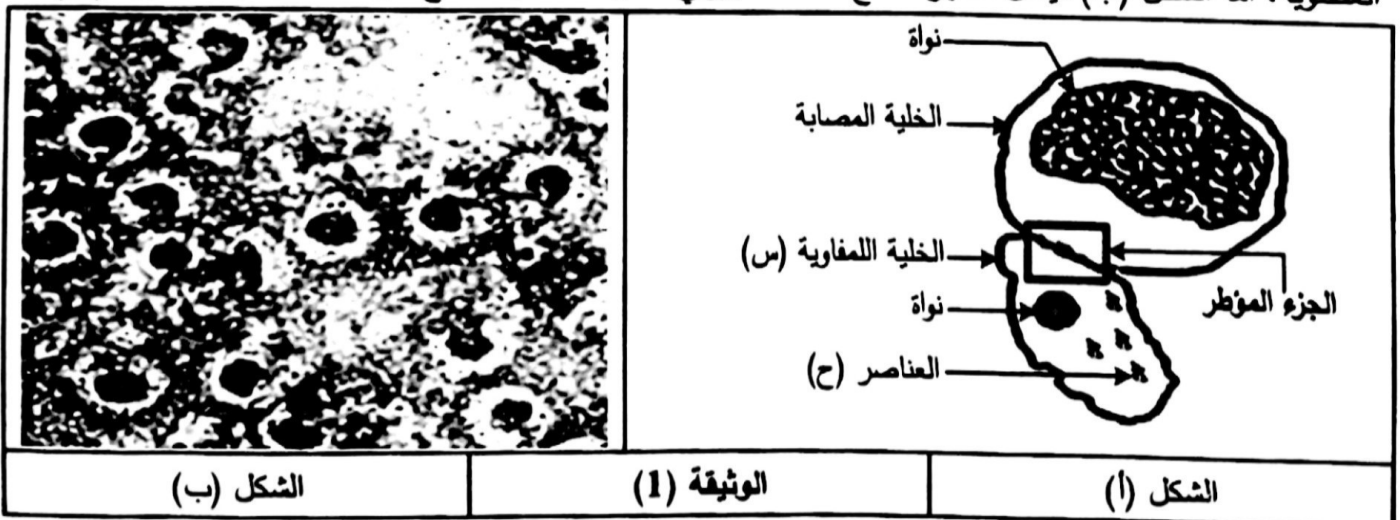 نواة
الخلية المصابة
الخلية اللمفاوية (س)
نواة
الجزء المؤطر
العناصر (ح)
الشكل (أ)
الوثيقة (1)
الشكل (ب)